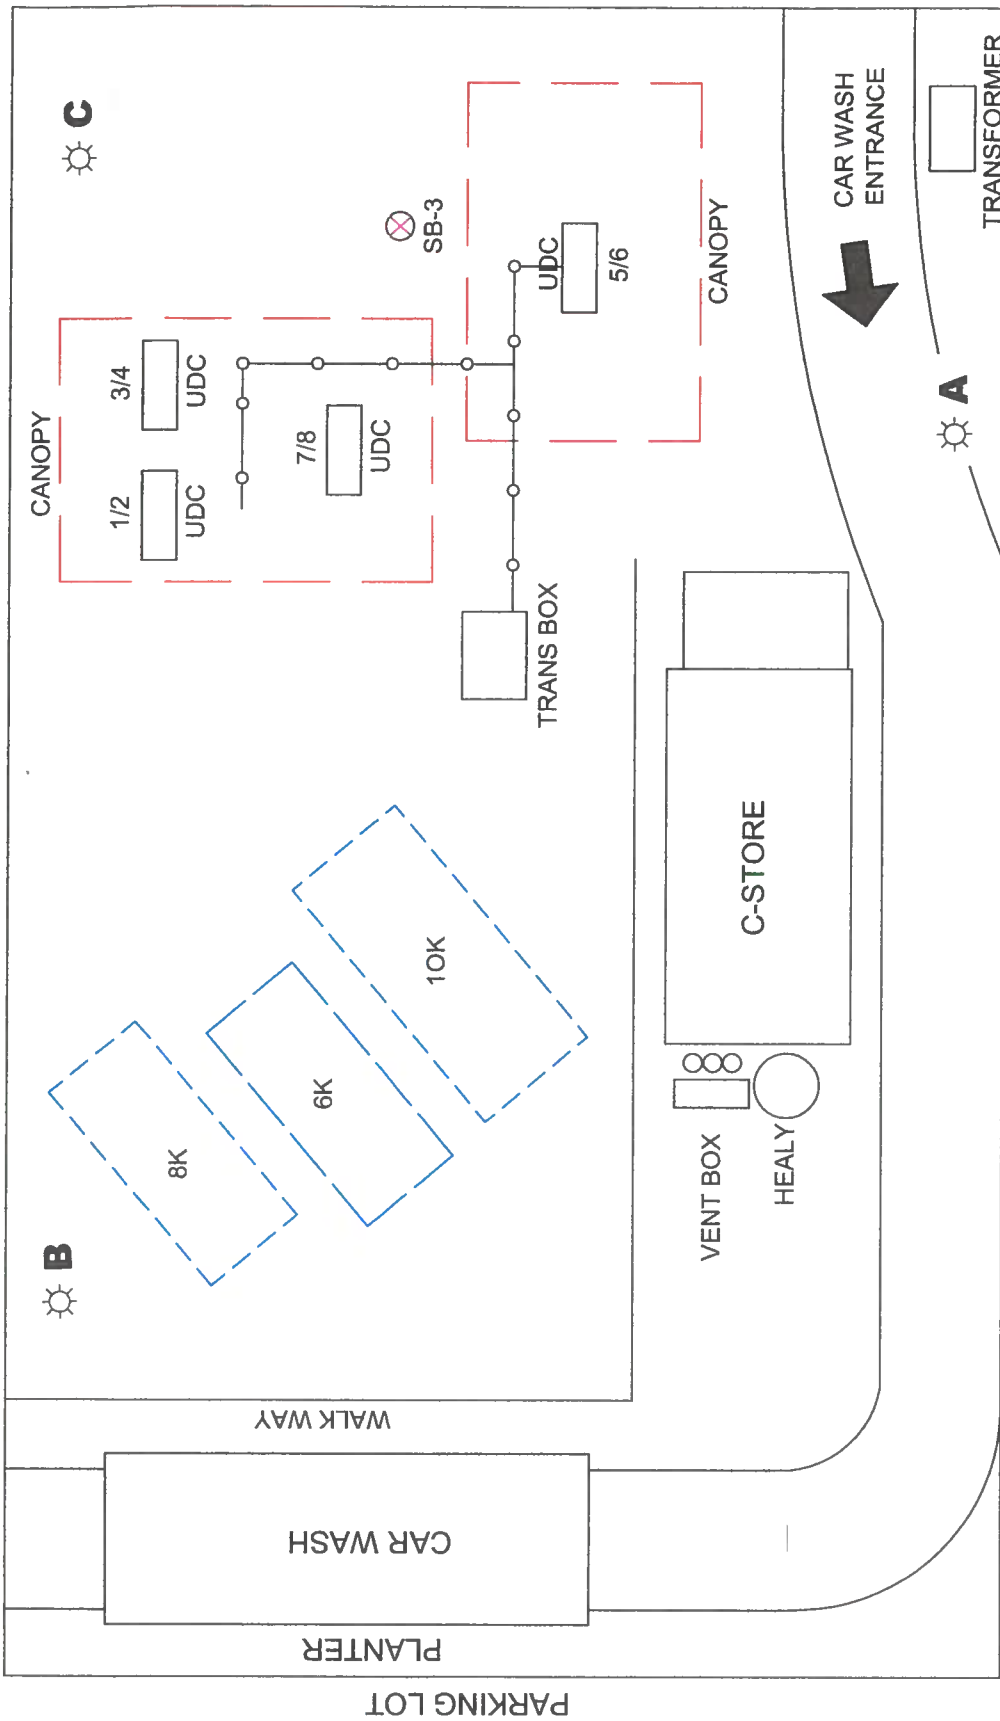 C
CANOPY
3/4
UDC
1/2
UDC
7/8
UDC
SB-3
UDC
5/6
CANOPY
CAR WASH
ENTRANCE
TRANSFORMER
A
TRANS BOX
C-STORE
10K
6K
8K
B
VENT BOX
HEALY
WALK WAY
CAR WASH
PLANTER
PARKING LOT